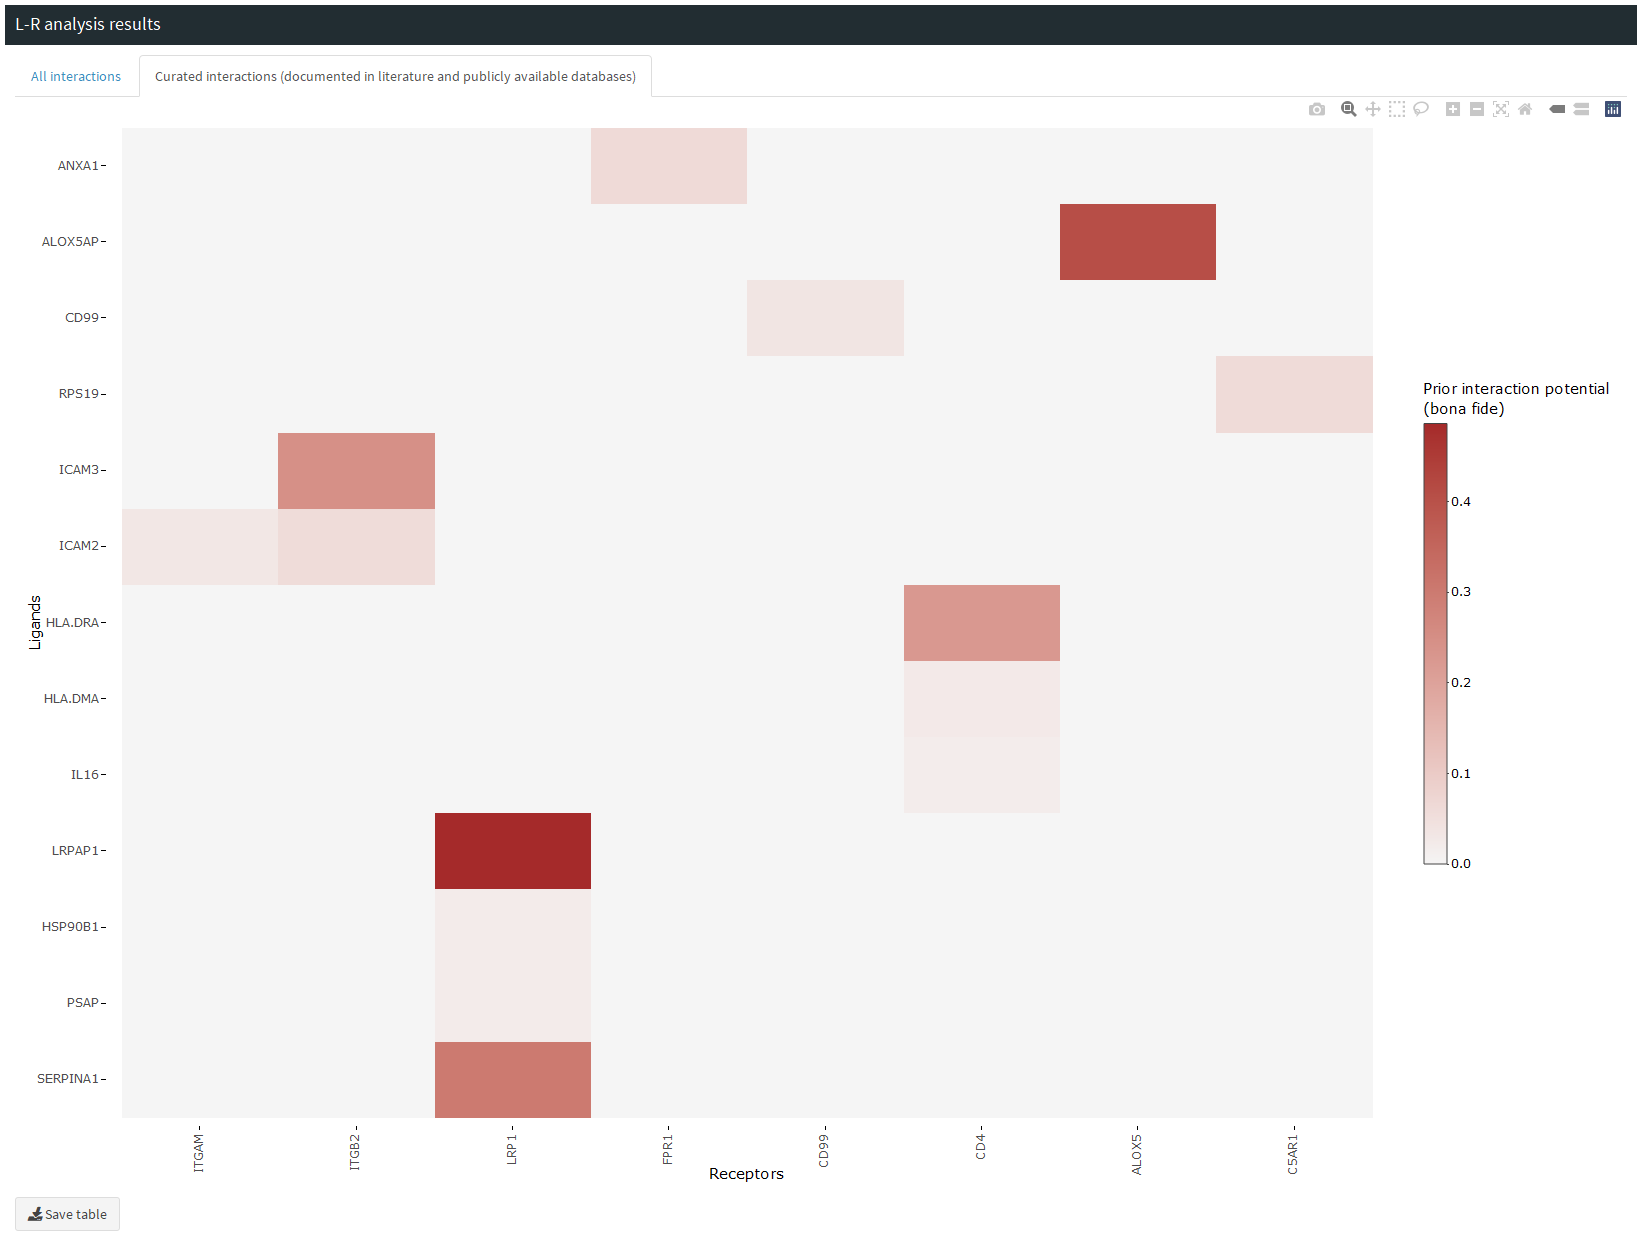 L-R analysis results
All interactions
Curated interactions (documented in literature and publicly available databases)
ANXA1
ALOX5AP
CD99
RPS19
ICAM3
ICAM2
HLA.DRA
HLA.DMA
IL16
LRPAP1
HSP90B1
PSAP
SERPINA1
Ligands
Prior interaction potential
(bona fide)
0.4
0.3
0.2
0.1
0.0
ITGAM
ITGB2
LRP1
FPR1
CD99
CD4
ALOX5
C5AR1
Receptors
Save table